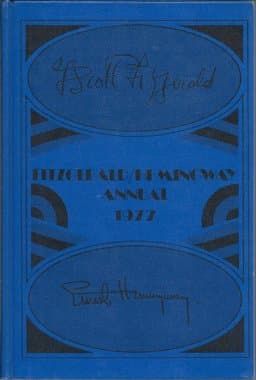 F Scott Fitzgerald
FITZGERALD/HEMINGWAY
ANNUAL
1977
Ernest Hemingway